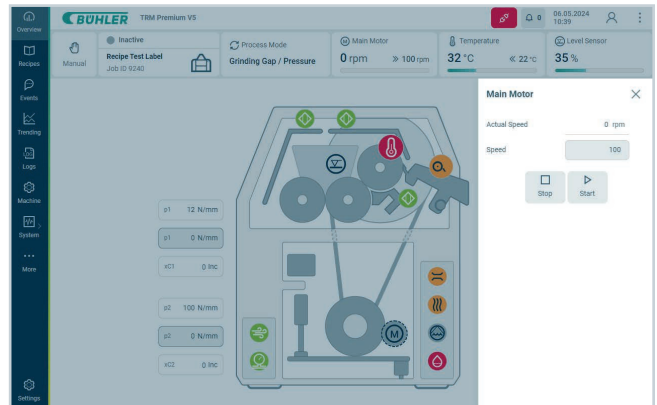 Overview
Recipes
Events
Trending
Logs
Machine
System
More
Settings
BÜHLER TRM Premium V5
0
06.05.2024
10:39
Manual
Inactive
Recipe Test Label
Job ID 9240
Process Mode
Grinding Gap / Pressure
Main Motor
0 rpm » 100 rpm
Temperature
32 °C « 22 °C
Level Sensor
35 %
p1 12 N/mm
p1 0 N/mm
xC1 0 Inc
p2 100 N/mm
p2 0 N/mm
xC2 0 Inc
M
Main Motor
Actual Speed 0 rpm
Speed 100
Stop Start